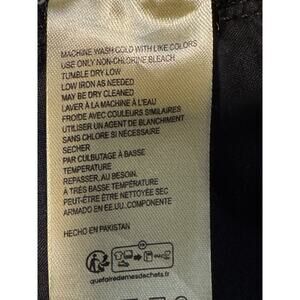 MACHINE WASH COLD WITH LIKE COLORS
USE ONLY NON-CHLORINE BLEACH
TUMBLE DRY LOW
LOW IRON AS NEEDED
MAY BE DRY CLEANED
LAVER À LA MACHINE À L'EAU
FROIDE AVEC COULEURS SIMILAIRES
UTILISER UN AGENT DE BLANCHIMENT
SANS CHLORE SI NÉCESSAIRE
SECHER
PAR CULBUTAGE À BASSE
TEMPERATURE
REPASSER, AU BESOIN.
À TRÈS BASSE TEMPÉRATURE
PEUT-ÊTRE ÊTRE NETTOYÉ À SEC
ARMADO EN EE.UU. COMPONENTE
HECHO EN PAKISTAN
FR
quefairedemesdechets.fr